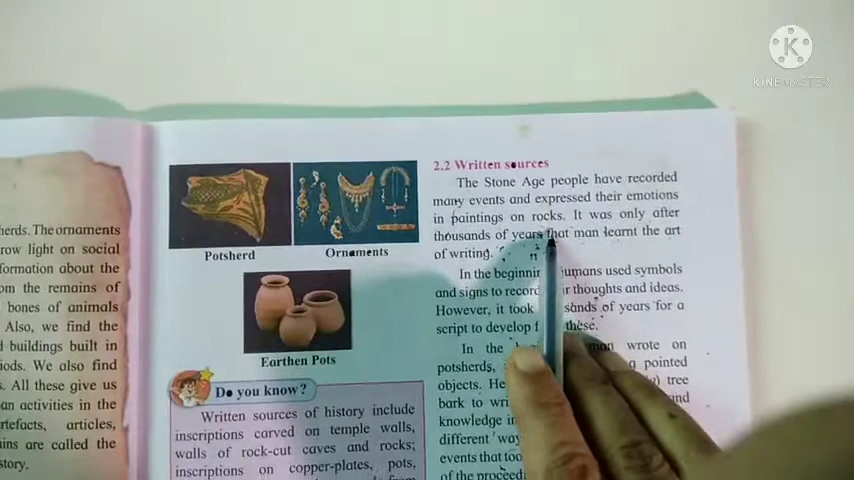 KINEMASTER
herds. The ornaments
row light on social
formation about the
om the remains of
bones of animals
Also, we find the
d buildings built in
iods. We also find
All these give us
an activities in the
rticulars, articles,
ains are called the
story.
Potsherd
Ornaments
Earthen Pots
Do you know?
Written sources of history include
inscriptions carved on temple walls,
walls of rock-cut caves and rocks;
inscriptions on copper-plates, pots,
2.2 Written sources
The Stone Age people have recorded
many events and expressed their emotions
in paintings on rocks. It was only after
thousands of years that man learnt the art
of writing.
In the beginning humans used symbols
and signs to record thoughts and ideas.
However, it took of years for a
script to develop these.
In the man wrote on
potsherds, pointed
objects. tree
bark to and
knowledge
different
events that
of the